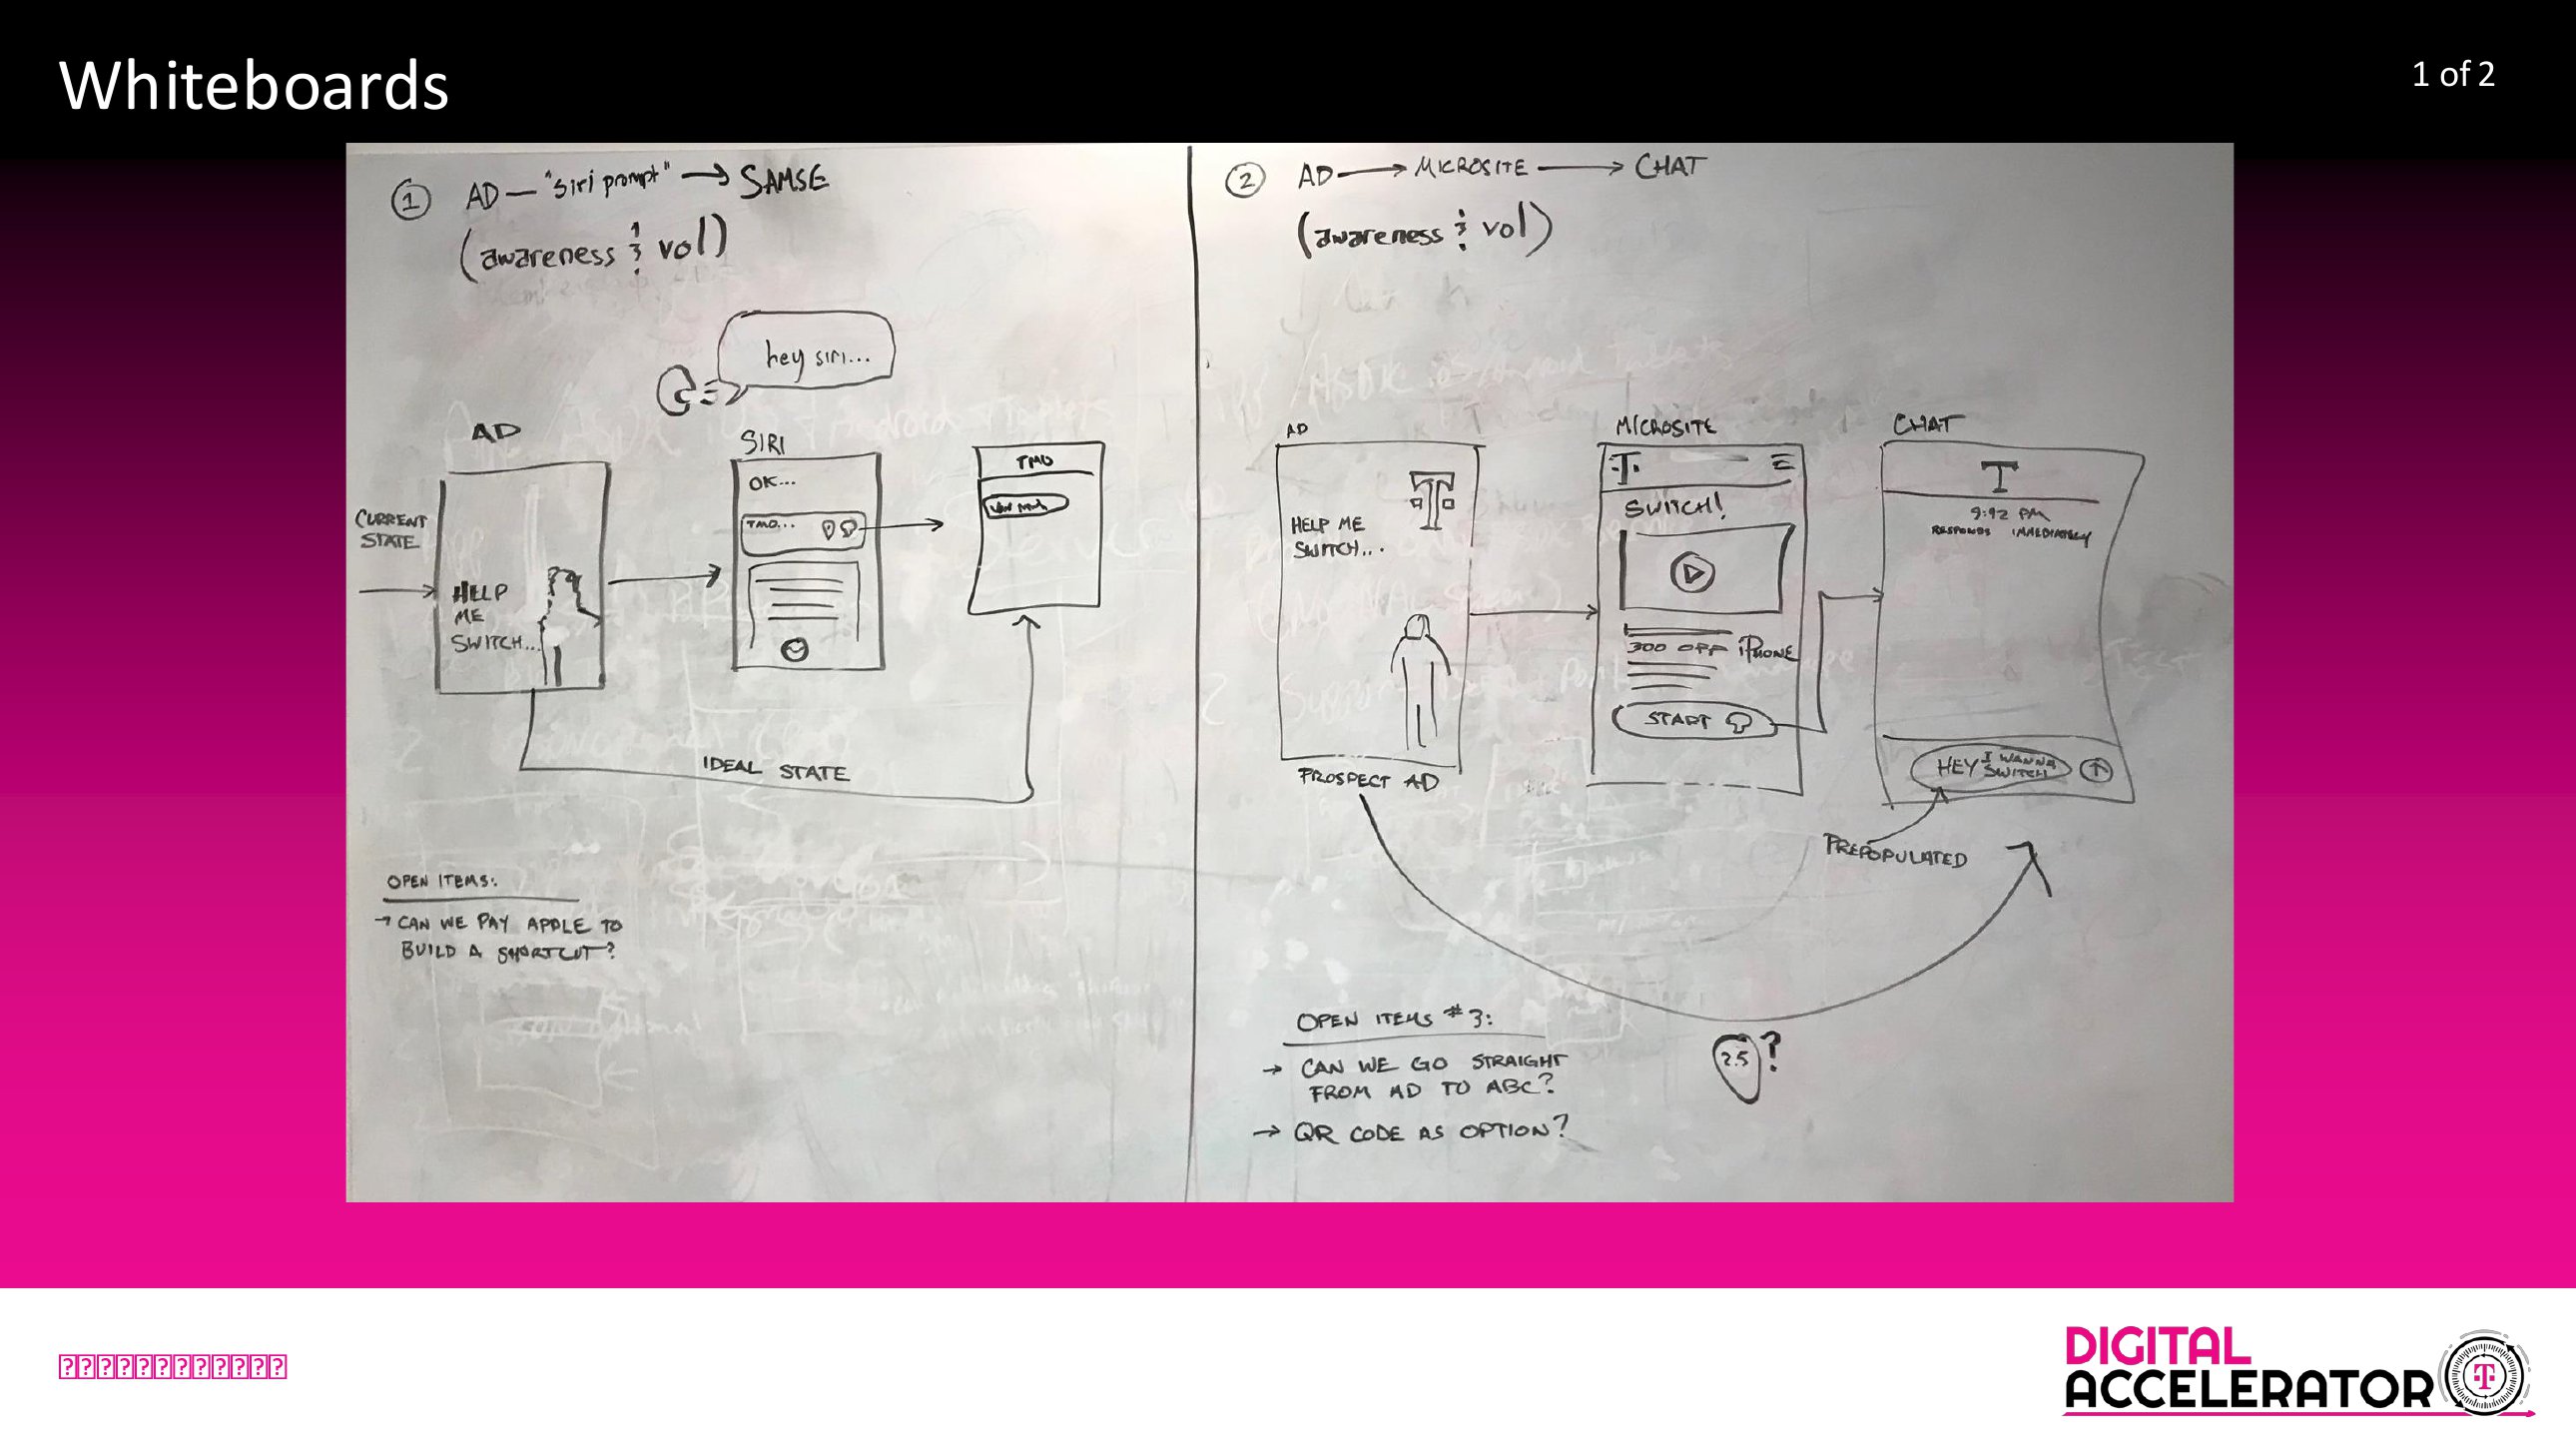 Whiteboards
1 of 2
① AD — "siri prompt" → SAMSE
(awareness & vol)
hey siri...
AD
SIRI
CURRENT
STATE
HELP
ME
SWITCH...
OK...
TMO...
TMO
IDEAL STATE
OPEN ITEMS:
→ CAN WE PAY APPLE TO
BUILD A SHORTCUT?
② AD → MICROSITE → CHAT
(awareness & vol)
AD
HELP ME
SWITCH...
PROSPECT AD
MICROSITE
T
SWITCH!
300 OFF iPHONE
START
CHAT
T
9:42 PM
RESPONDS IMMEDIATELY
HEY I WANNA
SWITCH
PREPOPULATED
2.5 ?
OPEN ITEMS #3:
→ CAN WE GO STRAIGHT
FROM AD TO ABC?
→ QR CODE AS OPTION?
DIGITAL
ACCELERATOR
T